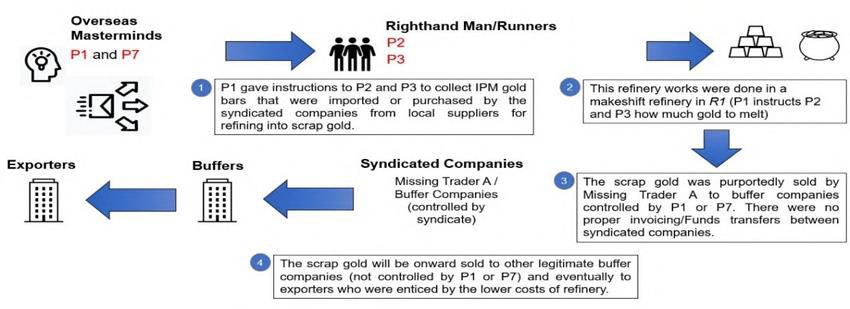 Overseas
Masterminds
P1 and P7
Righthand Man/Runners
P2
P3
1
P1 gave instructions to P2 and P3 to collect IPM gold
bars that were imported or purchased by the
syndicated companies from local suppliers for
refining into scrap gold.
2
This refinery works were done in a
makeshift refinery in R1 (P1 instructs P2
and P3 how much gold to melt)
Exporters
Buffers
Syndicated Companies
Missing Trader A /
Buffer Companies
(controlled by
syndicate)
3
The scrap gold was purportedly sold by
Missing Trader A to buffer companies
controlled by P1 or P7. There were no
proper invoicing/Funds transfers between
syndicated companies.
4
The scrap gold will be onward sold to other legitimate buffer
companies (not controlled by P1 or P7) and eventually to
exporters who were enticed by the lower costs of refinery.